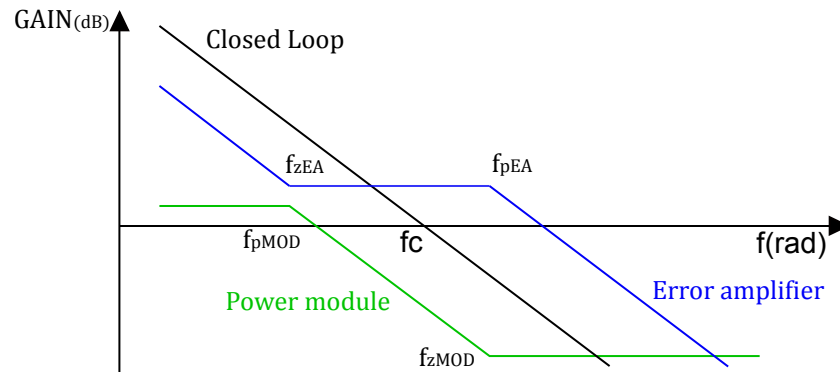 GAIN(dB)
Closed Loop
fzEA
fpEA
fpMOD
fc
f(rad)
Power module
Error amplifier
fzMOD